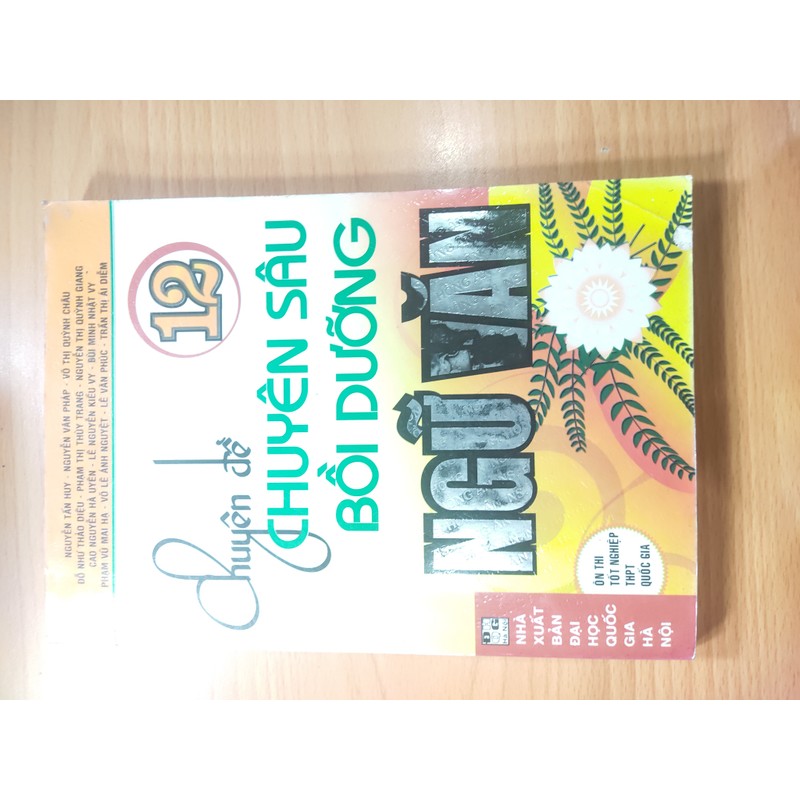 NGUYỄN TẤN HUY - NGUYỄN VĂN PHÁP - VÕ THỊ QUỲNH CHÂU
ĐỖ NHƯ THẢO DIỆU - PHẠM THỊ THÙY TRANG - NGUYỄN THỊ QUỲNH GIANG
CAO NGUYỄN HÀ UYÊN - LÊ NGUYỄN KIỀU VY - BÙI MINH NHẬT VY
PHẠM VŨ MAI HẠ - VÕ LÊ ÁNH NGUYỆT - LÊ VĂN PHÚC - TRẦN THỊ ÁI DIỄM
12
Chuyên đề
CHUYÊN SÂU
BỒI DƯỠNG
NGỮ VĂN
ÔN THI
TỐT NGHIỆP
THPT
QUỐC GIA
NHÀ
XUẤT
BẢN
ĐẠI
HỌC
QUỐC
GIA
HÀ
NỘI